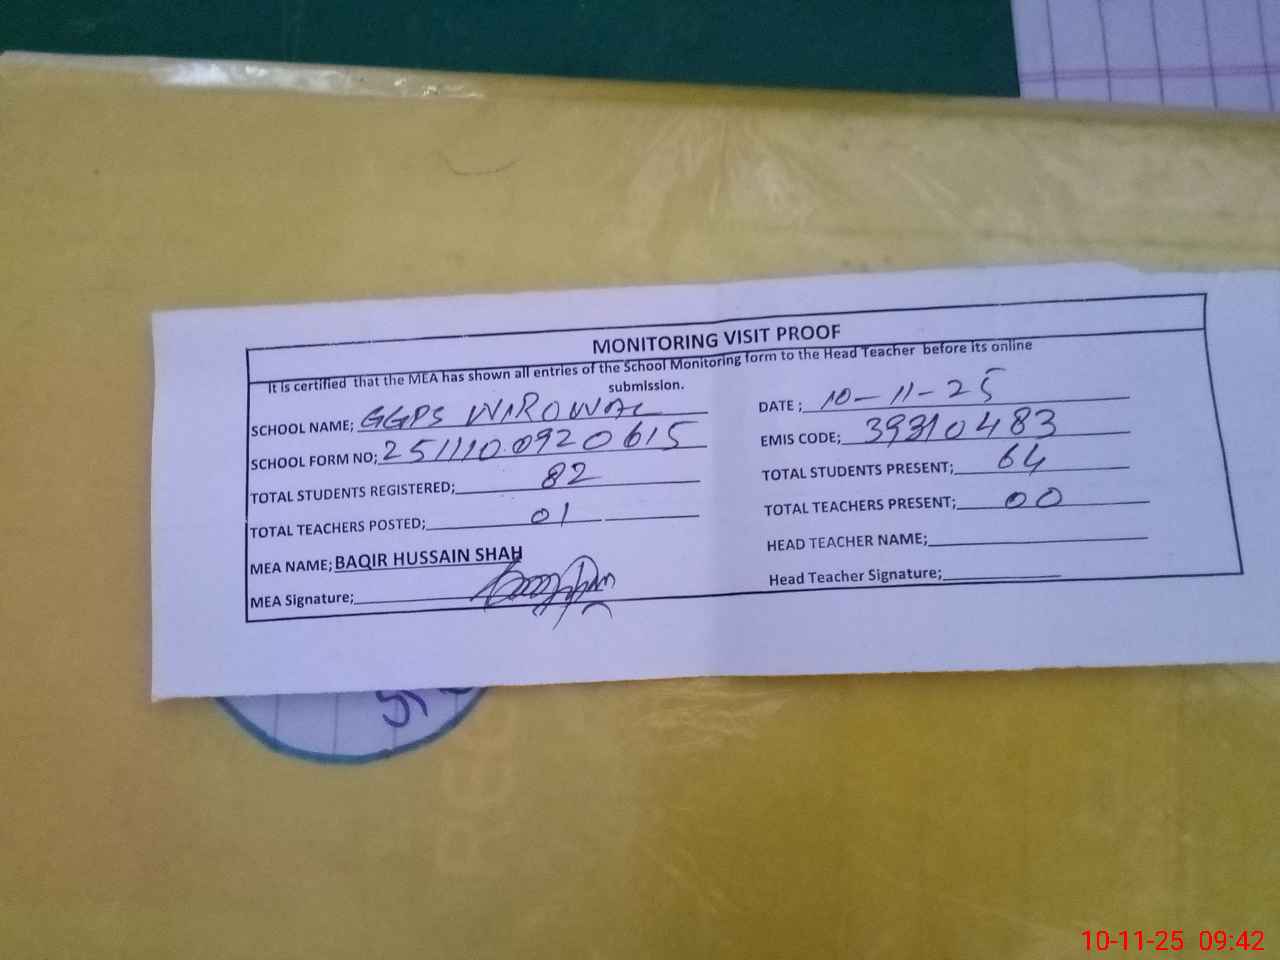 MONITORING VISIT PROOF
It is certified that the MEA has shown all entries of the School Monitoring form to the Head Teacher before its online
submission.
SCHOOL NAME; GGPS WIROWAL
DATE ; 10-11-25
SCHOOL FORM NO; 251110.0920615
EMIS CODE; 39310483
TOTAL STUDENTS REGISTERED; 82
TOTAL STUDENTS PRESENT; 64
TOTAL TEACHERS POSTED; 01
TOTAL TEACHERS PRESENT; 00
MEA NAME; BAQIR HUSSAIN SHAH
HEAD TEACHER NAME;
MEA Signature;
Head Teacher Signature;
10-11-25 09:42